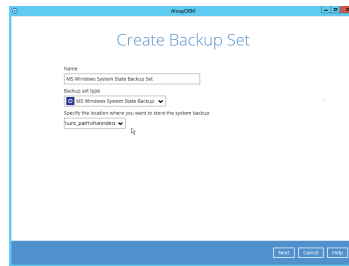 AhsayOBM
Create Backup Set
Name
MS Windows System State Backup Set
Backup set type
MS Windows System State Backup
Specify the location where you want to store the system backup
Next Cancel Help